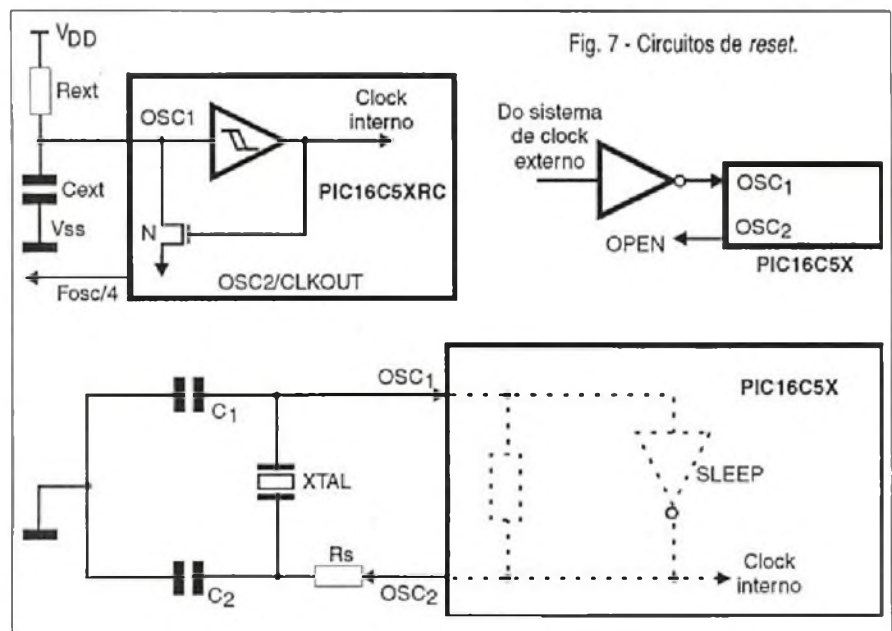 Fig. 7 - Circuitos de reset.
VDD
Rext
OSC1
Clock
interno
PIC16C5XRC
Cext
Vss
N
OSC2/CLKOUT
Fosc/4
Do sistema
de clock
externo
OSC1
OSC2
OPEN
PIC16C5X
OSC1
PIC16C5X
C1
XTAL
SLEEP
Rs
C2
OSC2
Clock
interno